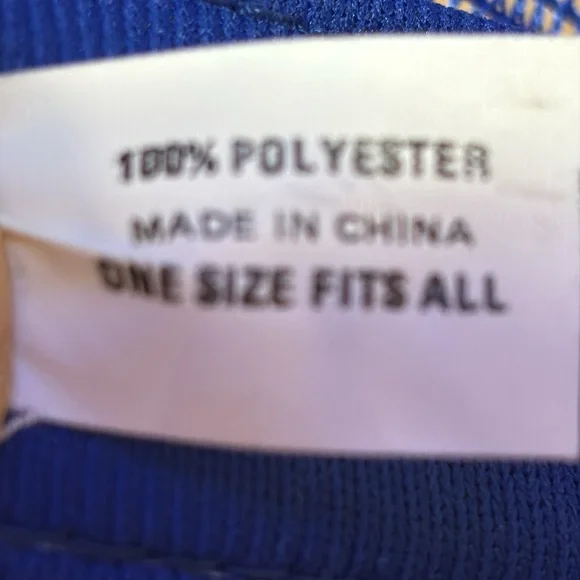 100% POLYESTER
MADE IN CHINA
ONE SIZE FITS ALL